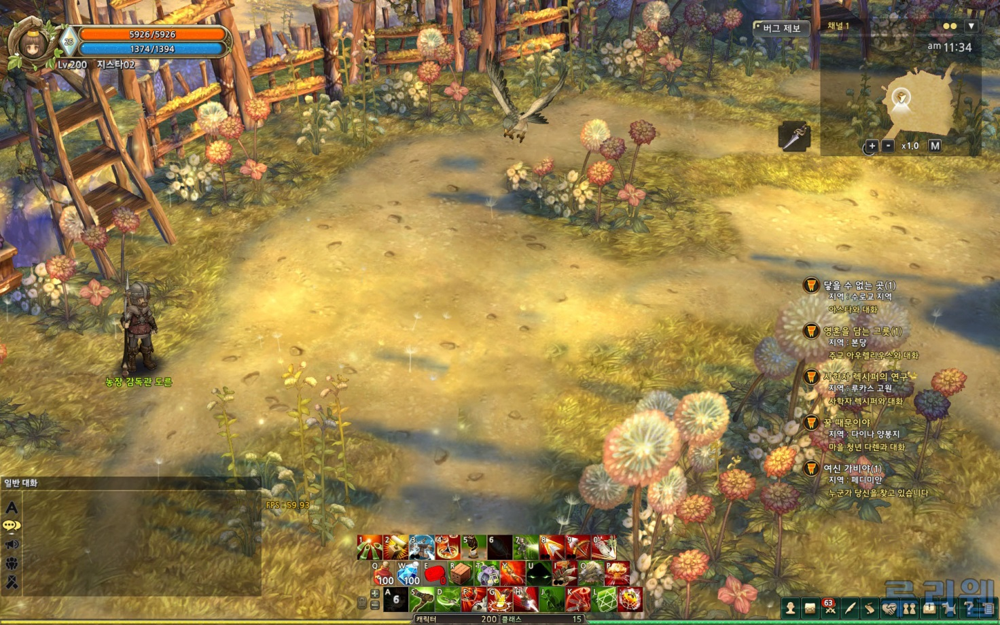 5926/5926
25
1374/1394
Lv.200 지스타02
버그 제보
채널 1
am 11:34
+ - x1.0 M
닿을 수 없는 곳(1)
지역 : 수로교 지역
아스타와 대화
영혼을 담는 그릇(1)
지역 : 본당
주교 아우렐리우스와 대화
사학자 렉시퍼의 연구
지역 : 루카스 고원
사학자 렉시퍼와 대화
꿀 때문이야
지역 : 다이나 양봉지
마을 청년 다렌과 대화
여신 가비야(1)
지역 : 페디미안
누군가 당신을 찾고 있습니다
농장 감독관 도른
일반 대화
A
FPS : 59.93
1 2 3 4 5 6 7 8 9 0
Q W E R T Y U I O P
100 100 0
A S D F G H J K L
6
캐릭터 200 클래스 15
63
?
루리웹